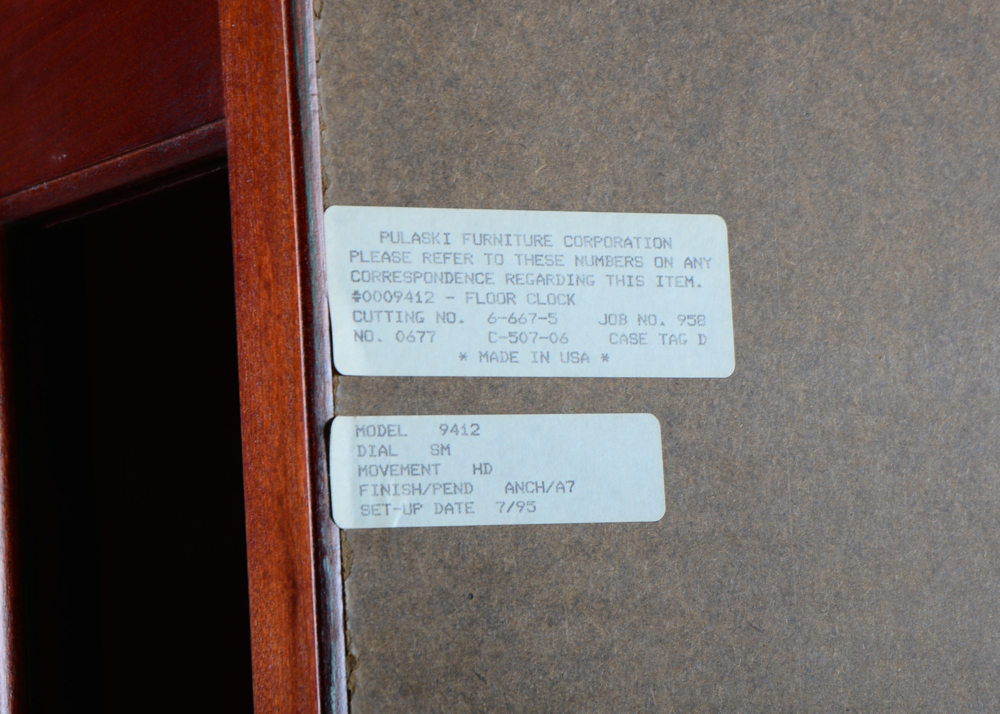 PULASKI FURNITURE CORPORATION
PLEASE REFER TO THESE NUMBERS ON ANY
CORRESPONDENCE REGARDING THIS ITEM.
#0009412 - FLOOR CLOCK
CUTTING NO. 6-667-5 JOB NO. 958
NO. 0677 C-507-06 CASE TAG D
* MADE IN USA *
MODEL 9412
DIAL SM
MOVEMENT HD
FINISH/PEND ANCH/A7
SET-UP DATE 7/95